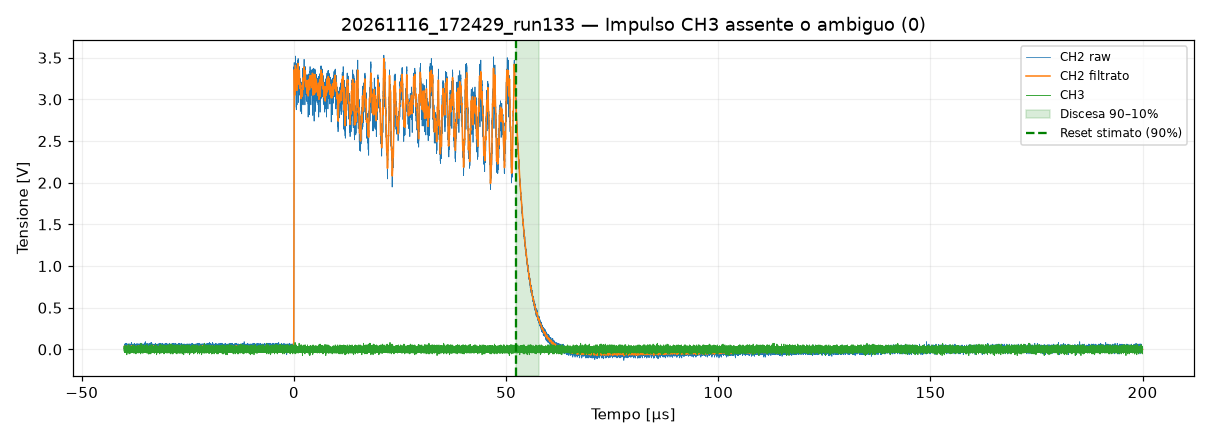 20261116_172429_run133 — Impulso CH3 assente o ambiguo (0)
Tensione [V]
3.5
3.0
2.5
2.0
1.5
1.0
0.5
0.0
CH2 raw
CH2 filtrato
CH3
Discesa 90–10%
Reset stimato (90%)
−50
0
50
100
150
200
Tempo [µs]